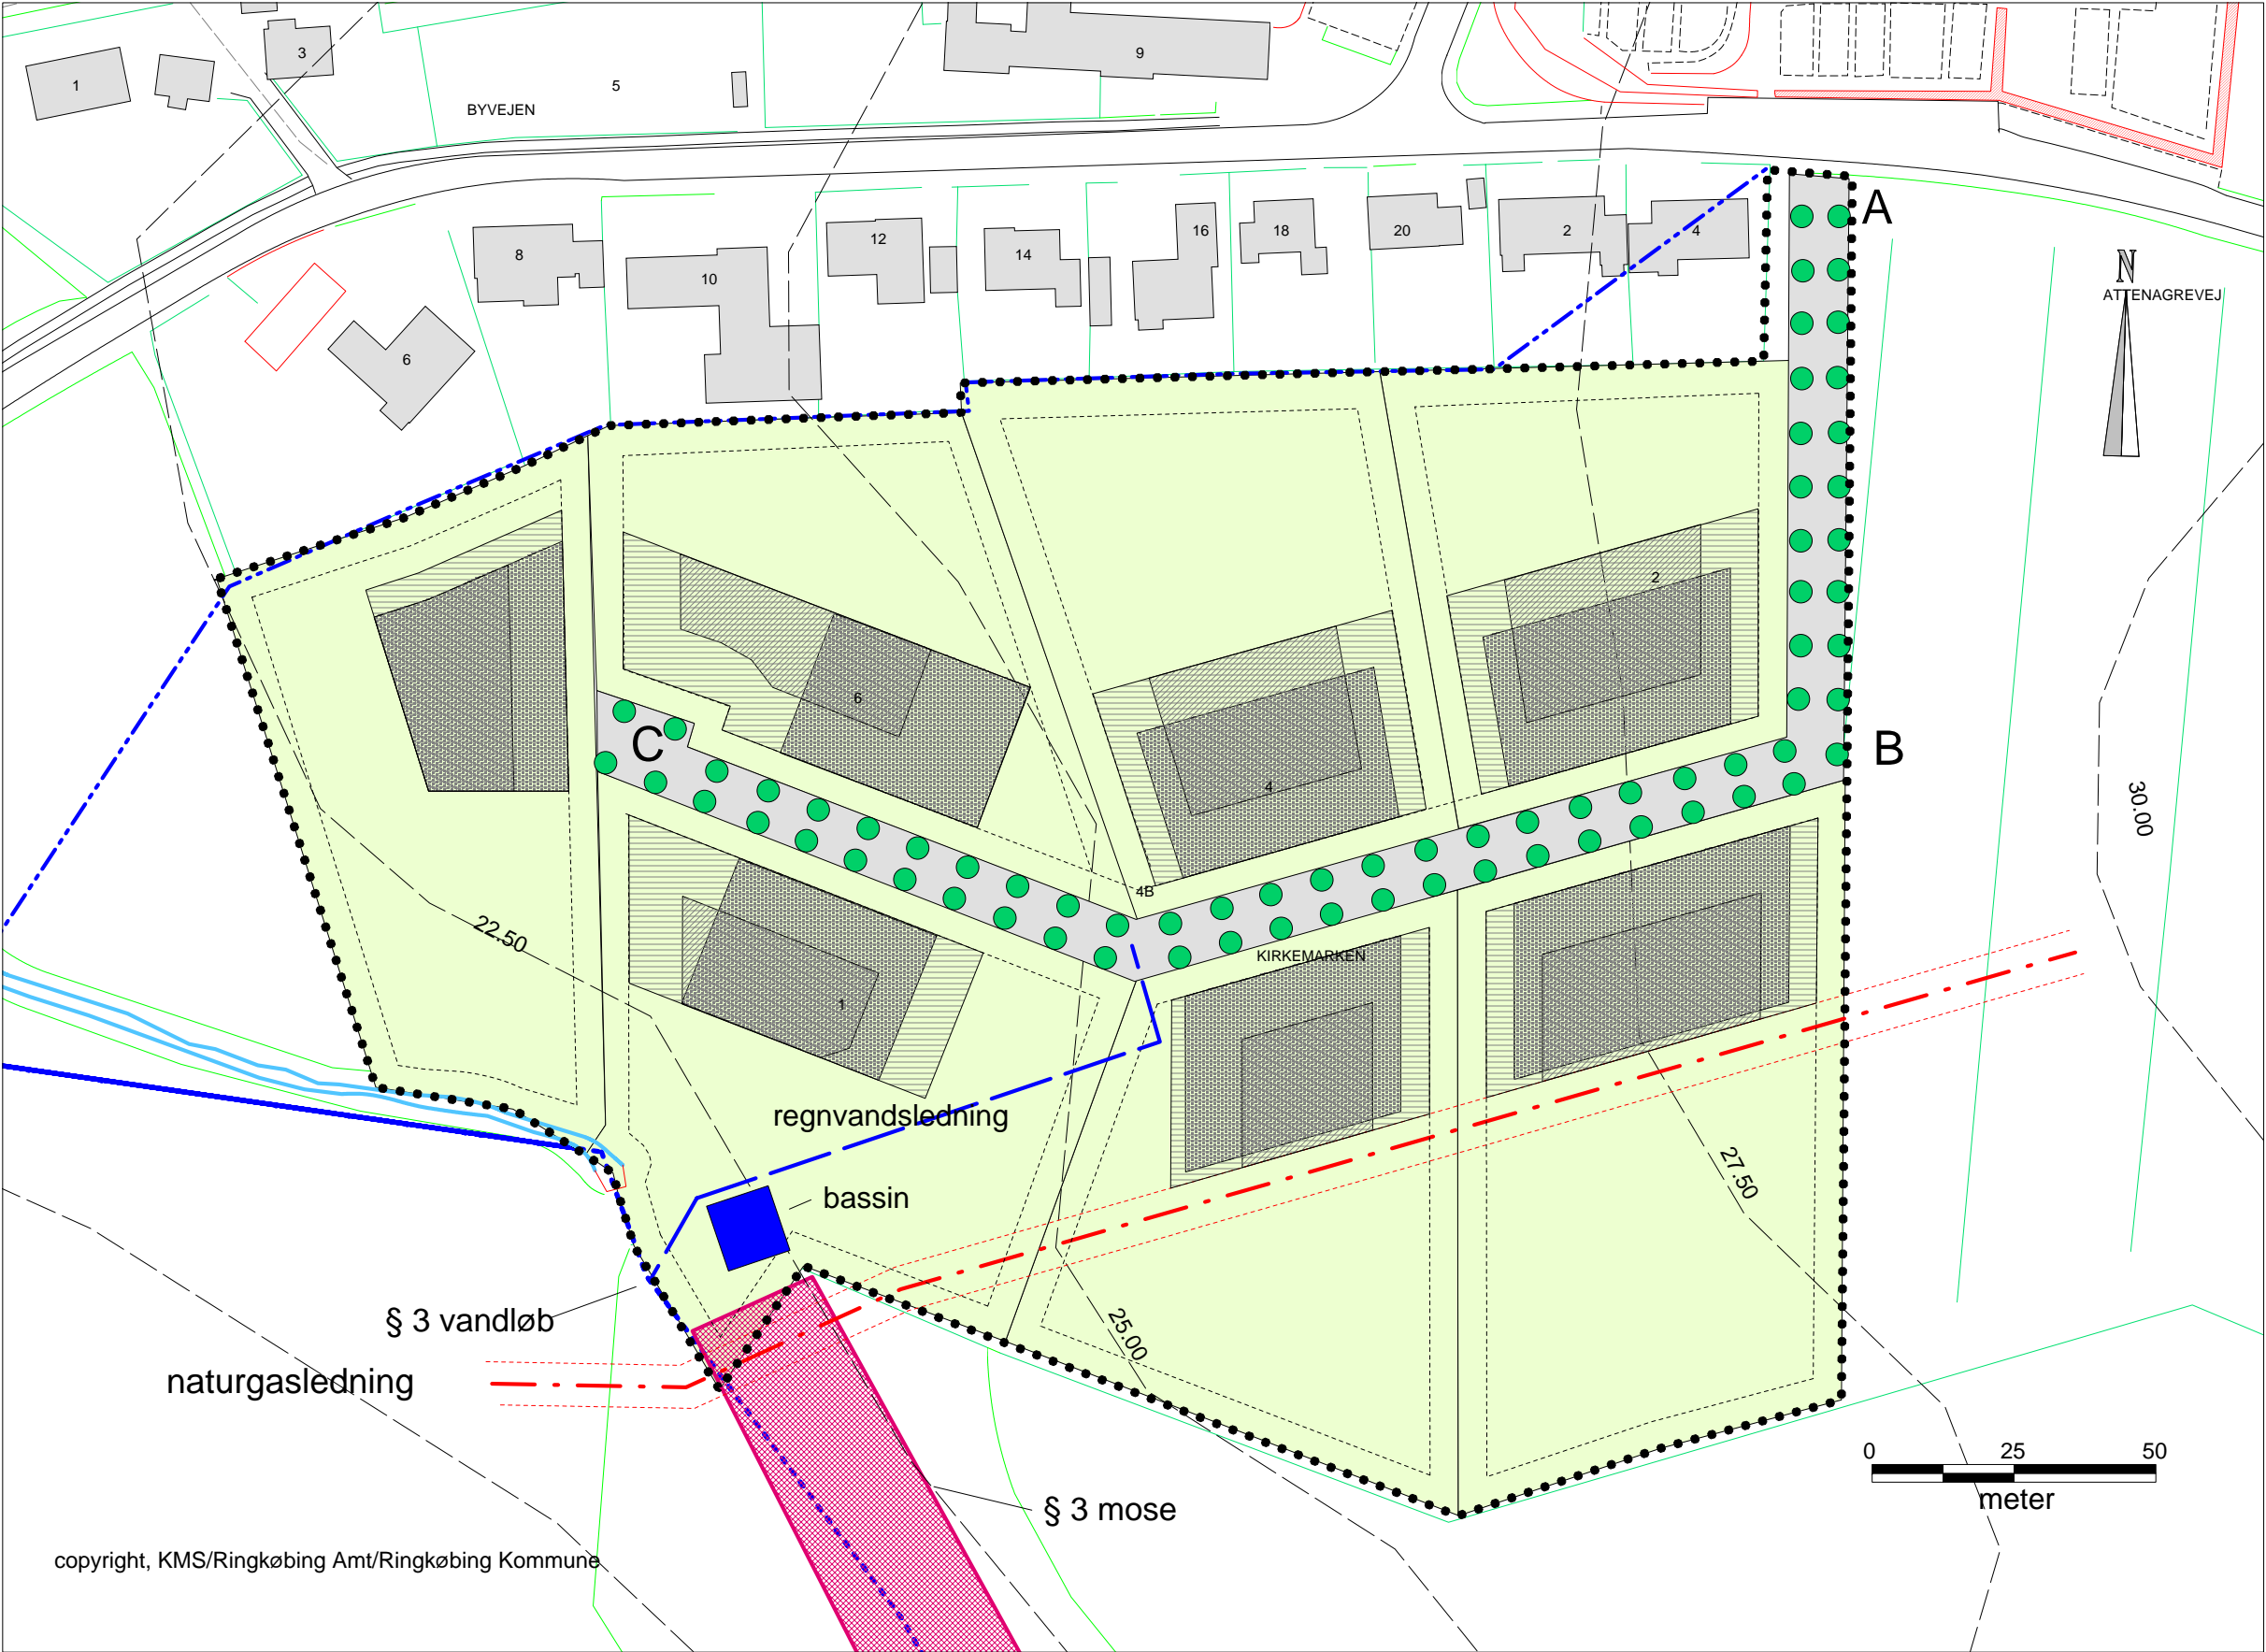 3
1
5
9
BYVEJEN
A
8
10
12
14
16
18
20
2
4
N
ATTENAGREVEJ
6
2
6
4
C
B
30.00
4B
22.50
KIRKEMARKEN
1
regnvandsledning
bassin
27.50
25.00
§ 3 vandløb
naturgasledning
§ 3 mose
0 25 50
meter
copyright, KMS/Ringkøbing Amt/Ringkøbing Kommune